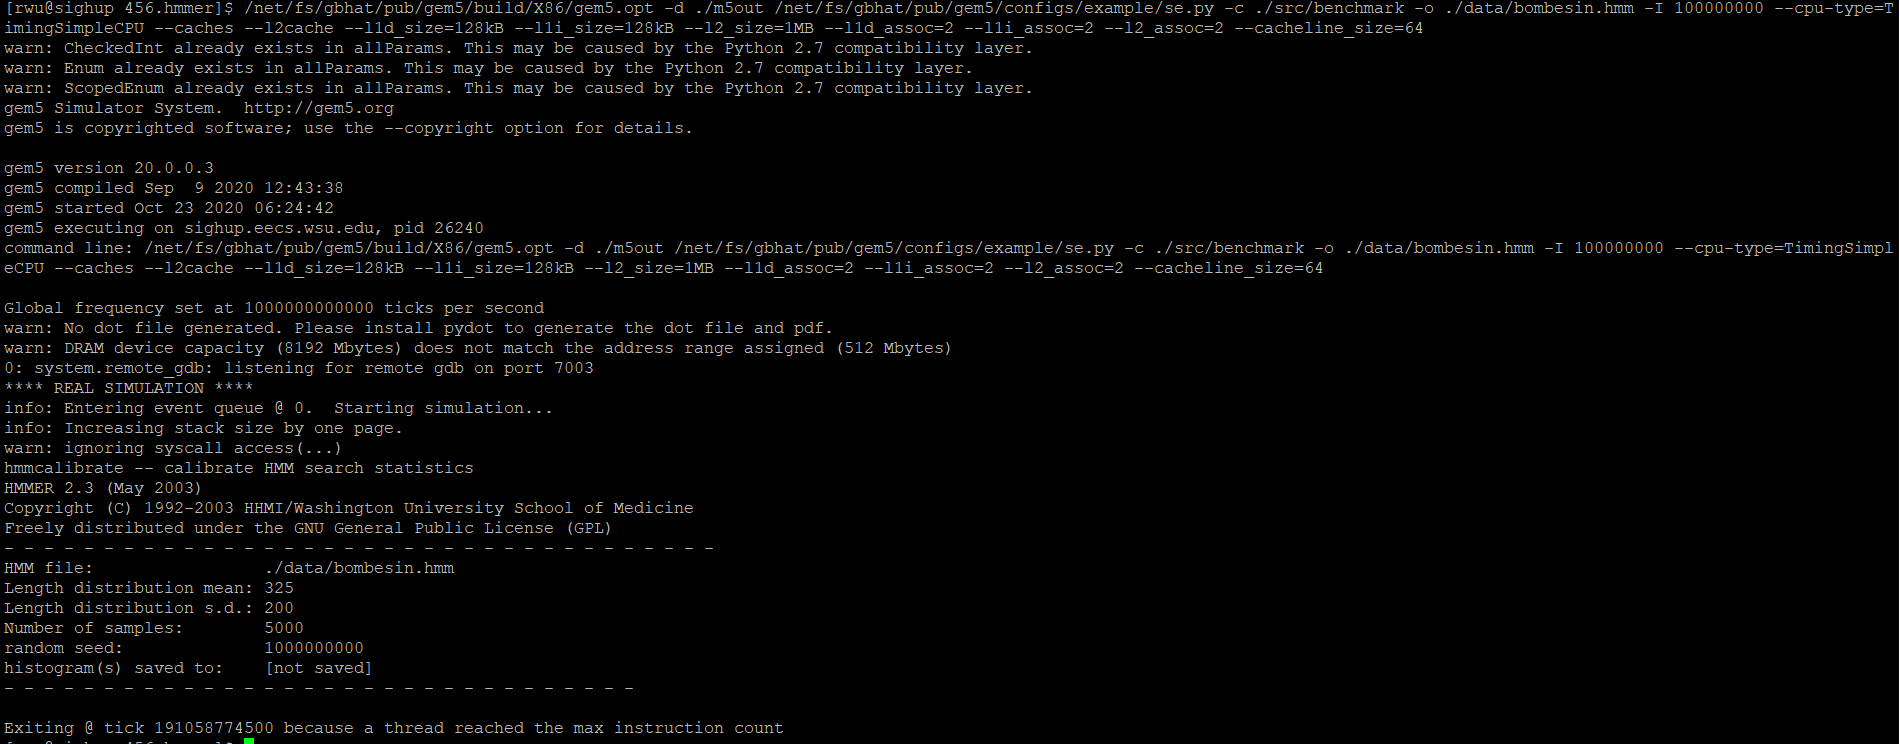 [rwu@sighup 456.hmmer]$ /net/fs/gbhat/pub/gem5/build/X86/gem5.opt -d ./m5out /net/fs/gbhat/pub/gem5/configs/example/se.py -c ./src/benchmark -o ./data/bombesin.hmm -I 100000000 --cpu-type=T
imingSimpleCPU --caches --l2cache --l1d_size=128kB --l1i_size=128kB --l2_size=1MB --l1d_assoc=2 --l1i_assoc=2 --l2_assoc=2 --cacheline_size=64
warn: CheckedInt already exists in allParams. This may be caused by the Python 2.7 compatibility layer.
warn: Enum already exists in allParams. This may be caused by the Python 2.7 compatibility layer.
warn: ScopedEnum already exists in allParams. This may be caused by the Python 2.7 compatibility layer.
gem5 Simulator System.  http://gem5.org
gem5 is copyrighted software; use the --copyright option for details.

gem5 version 20.0.0.3
gem5 compiled Sep  9 2020 12:43:38
gem5 started Oct 23 2020 06:24:42
gem5 executing on sighup.eecs.wsu.edu, pid 26240
command line: /net/fs/gbhat/pub/gem5/build/X86/gem5.opt -d ./m5out /net/fs/gbhat/pub/gem5/configs/example/se.py -c ./src/benchmark -o ./data/bombesin.hmm -I 100000000 --cpu-type=TimingSimpl
eCPU --caches --l2cache --l1d_size=128kB --l1i_size=128kB --l2_size=1MB --l1d_assoc=2 --l1i_assoc=2 --l2_assoc=2 --cacheline_size=64

Global frequency set at 1000000000000 ticks per second
warn: No dot file generated. Please install pydot to generate the dot file and pdf.
warn: DRAM device capacity (8192 Mbytes) does not match the address range assigned (512 Mbytes)
0: system.remote_gdb: listening for remote gdb on port 7003
**** REAL SIMULATION ****
info: Entering event queue @ 0.  Starting simulation...
info: Increasing stack size by one page.
warn: ignoring syscall access(...)
hmmcalibrate -- calibrate HMM search statistics
HMMER 2.3 (May 2003)
Copyright (C) 1992-2003 HHMI/Washington University School of Medicine
Freely distributed under the GNU General Public License (GPL)
- - - - - - - - - - - - - - - - - - - - - - - - - - - - - - - - - - - -
HMM file:                 ./data/bombesin.hmm
Length distribution mean: 325
Length distribution s.d.: 200
Number of samples:        5000
random seed:              1000000000
histogram(s) saved to:    [not saved]
- - - - - - - - - - - - - - - - - - - - - - - - - - - - - - - -

Exiting @ tick 191058774500 because a thread reached the max instruction count